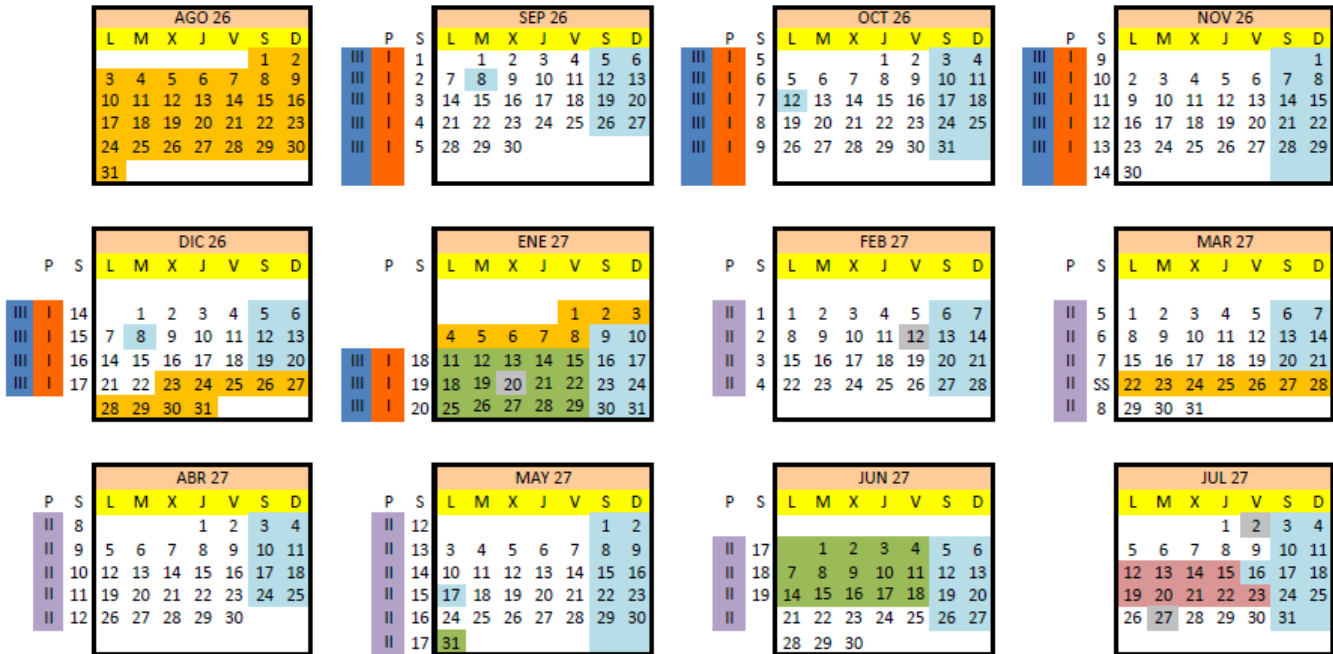 AGO 26
L M X J V S D
1 2
3 4 5 6 7 8 9
10 11 12 13 14 15 16
17 18 19 20 21 22 23
24 25 26 27 28 29 30
31
SEP 26
P S L M X J V S D
III I 1 1 2 3 4 5 6
III I 2 7 8 9 10 11 12 13
III I 3 14 15 16 17 18 19 20
III I 4 21 22 23 24 25 26 27
III I 5 28 29 30
OCT 26
P S L M X J V S D
III I 5 1 2 3 4
III I 6 5 6 7 8 9 10 11
III I 7 12 13 14 15 16 17 18
III I 8 19 20 21 22 23 24 25
III I 9 26 27 28 29 30 31
NOV 26
P S L M X J V S D
III I 9 1
III I 10 2 3 4 5 6 7 8
III I 11 9 10 11 12 13 14 15
III I 12 16 17 18 19 20 21 22
III I 13 23 24 25 26 27 28 29
14 30
DIC 26
P S L M X J V S D
III I 14 1 2 3 4 5 6
III I 15 7 8 9 10 11 12 13
III I 16 14 15 16 17 18 19 20
III I 17 21 22 23 24 25 26 27
28 29 30 31
ENE 27
P S L M X J V S D
1 2 3
4 5 6 7 8 9 10
III I 18 11 12 13 14 15 16 17
III I 19 18 19 20 21 22 23 24
III I 20 25 26 27 28 29 30 31
FEB 27
P S L M X J V S D
II 1 1 2 3 4 5 6 7
II 2 8 9 10 11 12 13 14
II 3 15 16 17 18 19 20 21
II 4 22 23 24 25 26 27 28
MAR 27
P S L M X J V S D
II 5 1 2 3 4 5 6 7
II 6 8 9 10 11 12 13 14
II 7 15 16 17 18 19 20 21
II SS 22 23 24 25 26 27 28
II 8 29 30 31
ABR 27
P S L M X J V S D
II 8 1 2 3 4
II 9 5 6 7 8 9 10 11
II 10 12 13 14 15 16 17 18
II 11 19 20 21 22 23 24 25
II 12 26 27 28 29 30
MAY 27
P S L M X J V S D
II 12 1 2
II 13 3 4 5 6 7 8 9
II 14 10 11 12 13 14 15 16
II 15 17 18 19 20 21 22 23
II 16 24 25 26 27 28 29 30
II 17 31
JUN 27
P S L M X J V S D
II 17 1 2 3 4 5 6
II 18 7 8 9 10 11 12 13
II 19 14 15 16 17 18 19 20
21 22 23 24 25 26 27
28 29 30
JUL 27
P S L M X J V S D
1 2 3 4
5 6 7 8 9 10 11
12 13 14 15 16 17 18
19 20 21 22 23 24 25
26 27 28 29 30 31